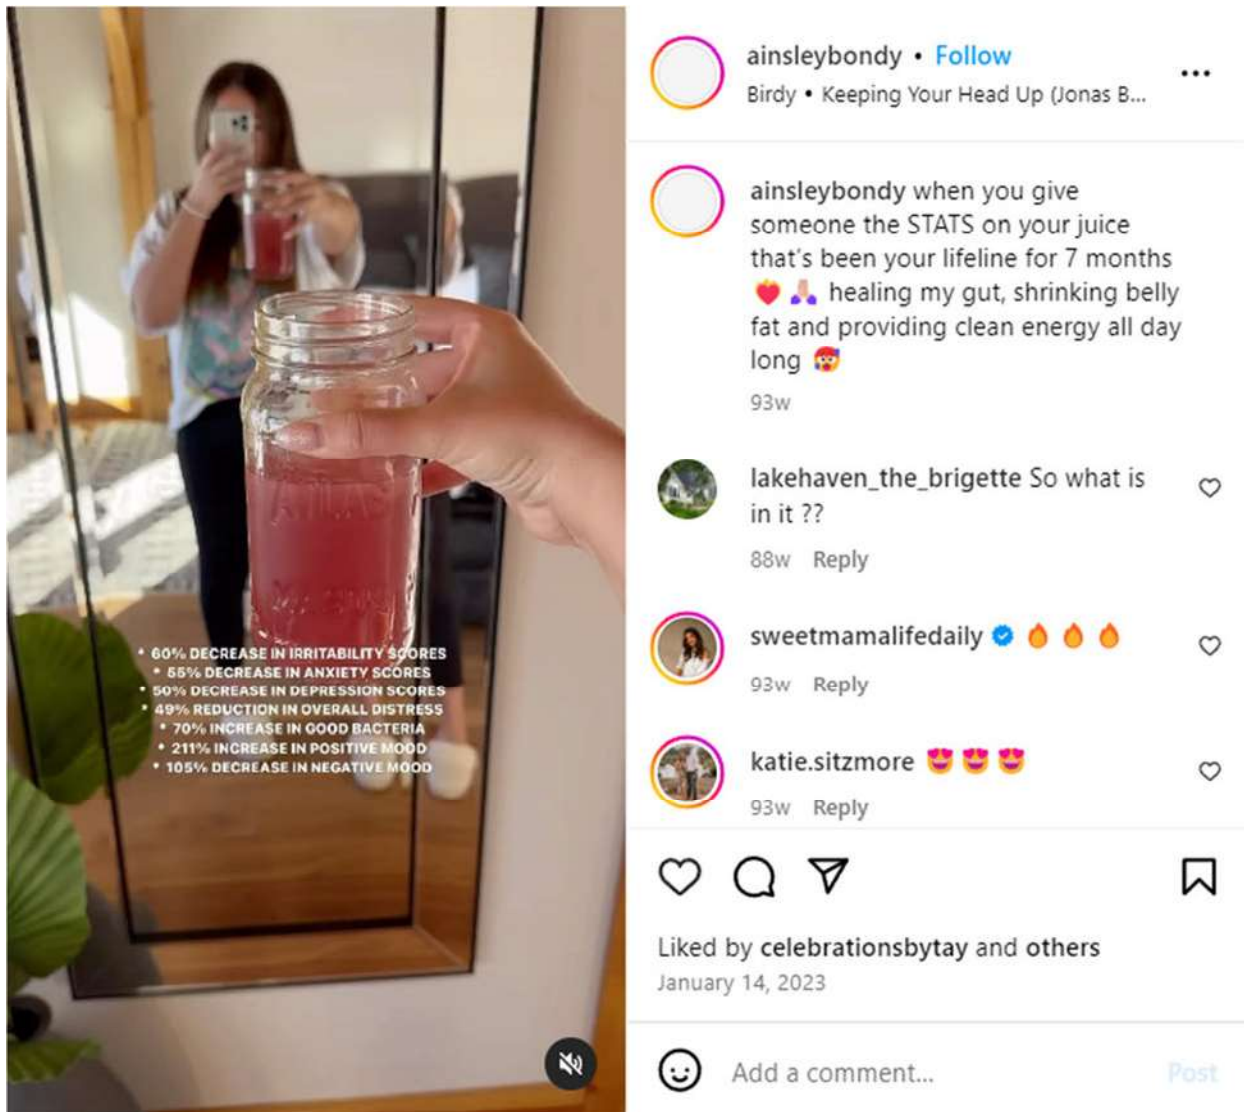 ATLAS
MASON
* 60% DECREASE IN IRRITABILITY SCORES
* 55% DECREASE IN ANXIETY SCORES
* 50% DECREASE IN DEPRESSION SCORES
* 49% REDUCTION IN OVERALL DISTRESS
* 70% INCREASE IN GOOD BACTERIA
* 211% INCREASE IN POSITIVE MOOD
* 105% DECREASE IN NEGATIVE MOOD
ainsleybondy • Follow
Birdy • Keeping Your Head Up (Jonas B...
ainsleybondy when you give
someone the STATS on your juice
that's been your lifeline for 7 months
❤️‍🔥 🙏🏼 healing my gut, shrinking belly
fat and providing clean energy all day
long 🥳
93w
lakehaven_the_brigette So what is
in it ??
88w Reply
sweetmamalifedaily 🔥 🔥 🔥
93w Reply
katie.sitzmore 😍 😍 😍
93w Reply
Liked by celebrationsbytay and others
January 14, 2023
Add a comment...
Post